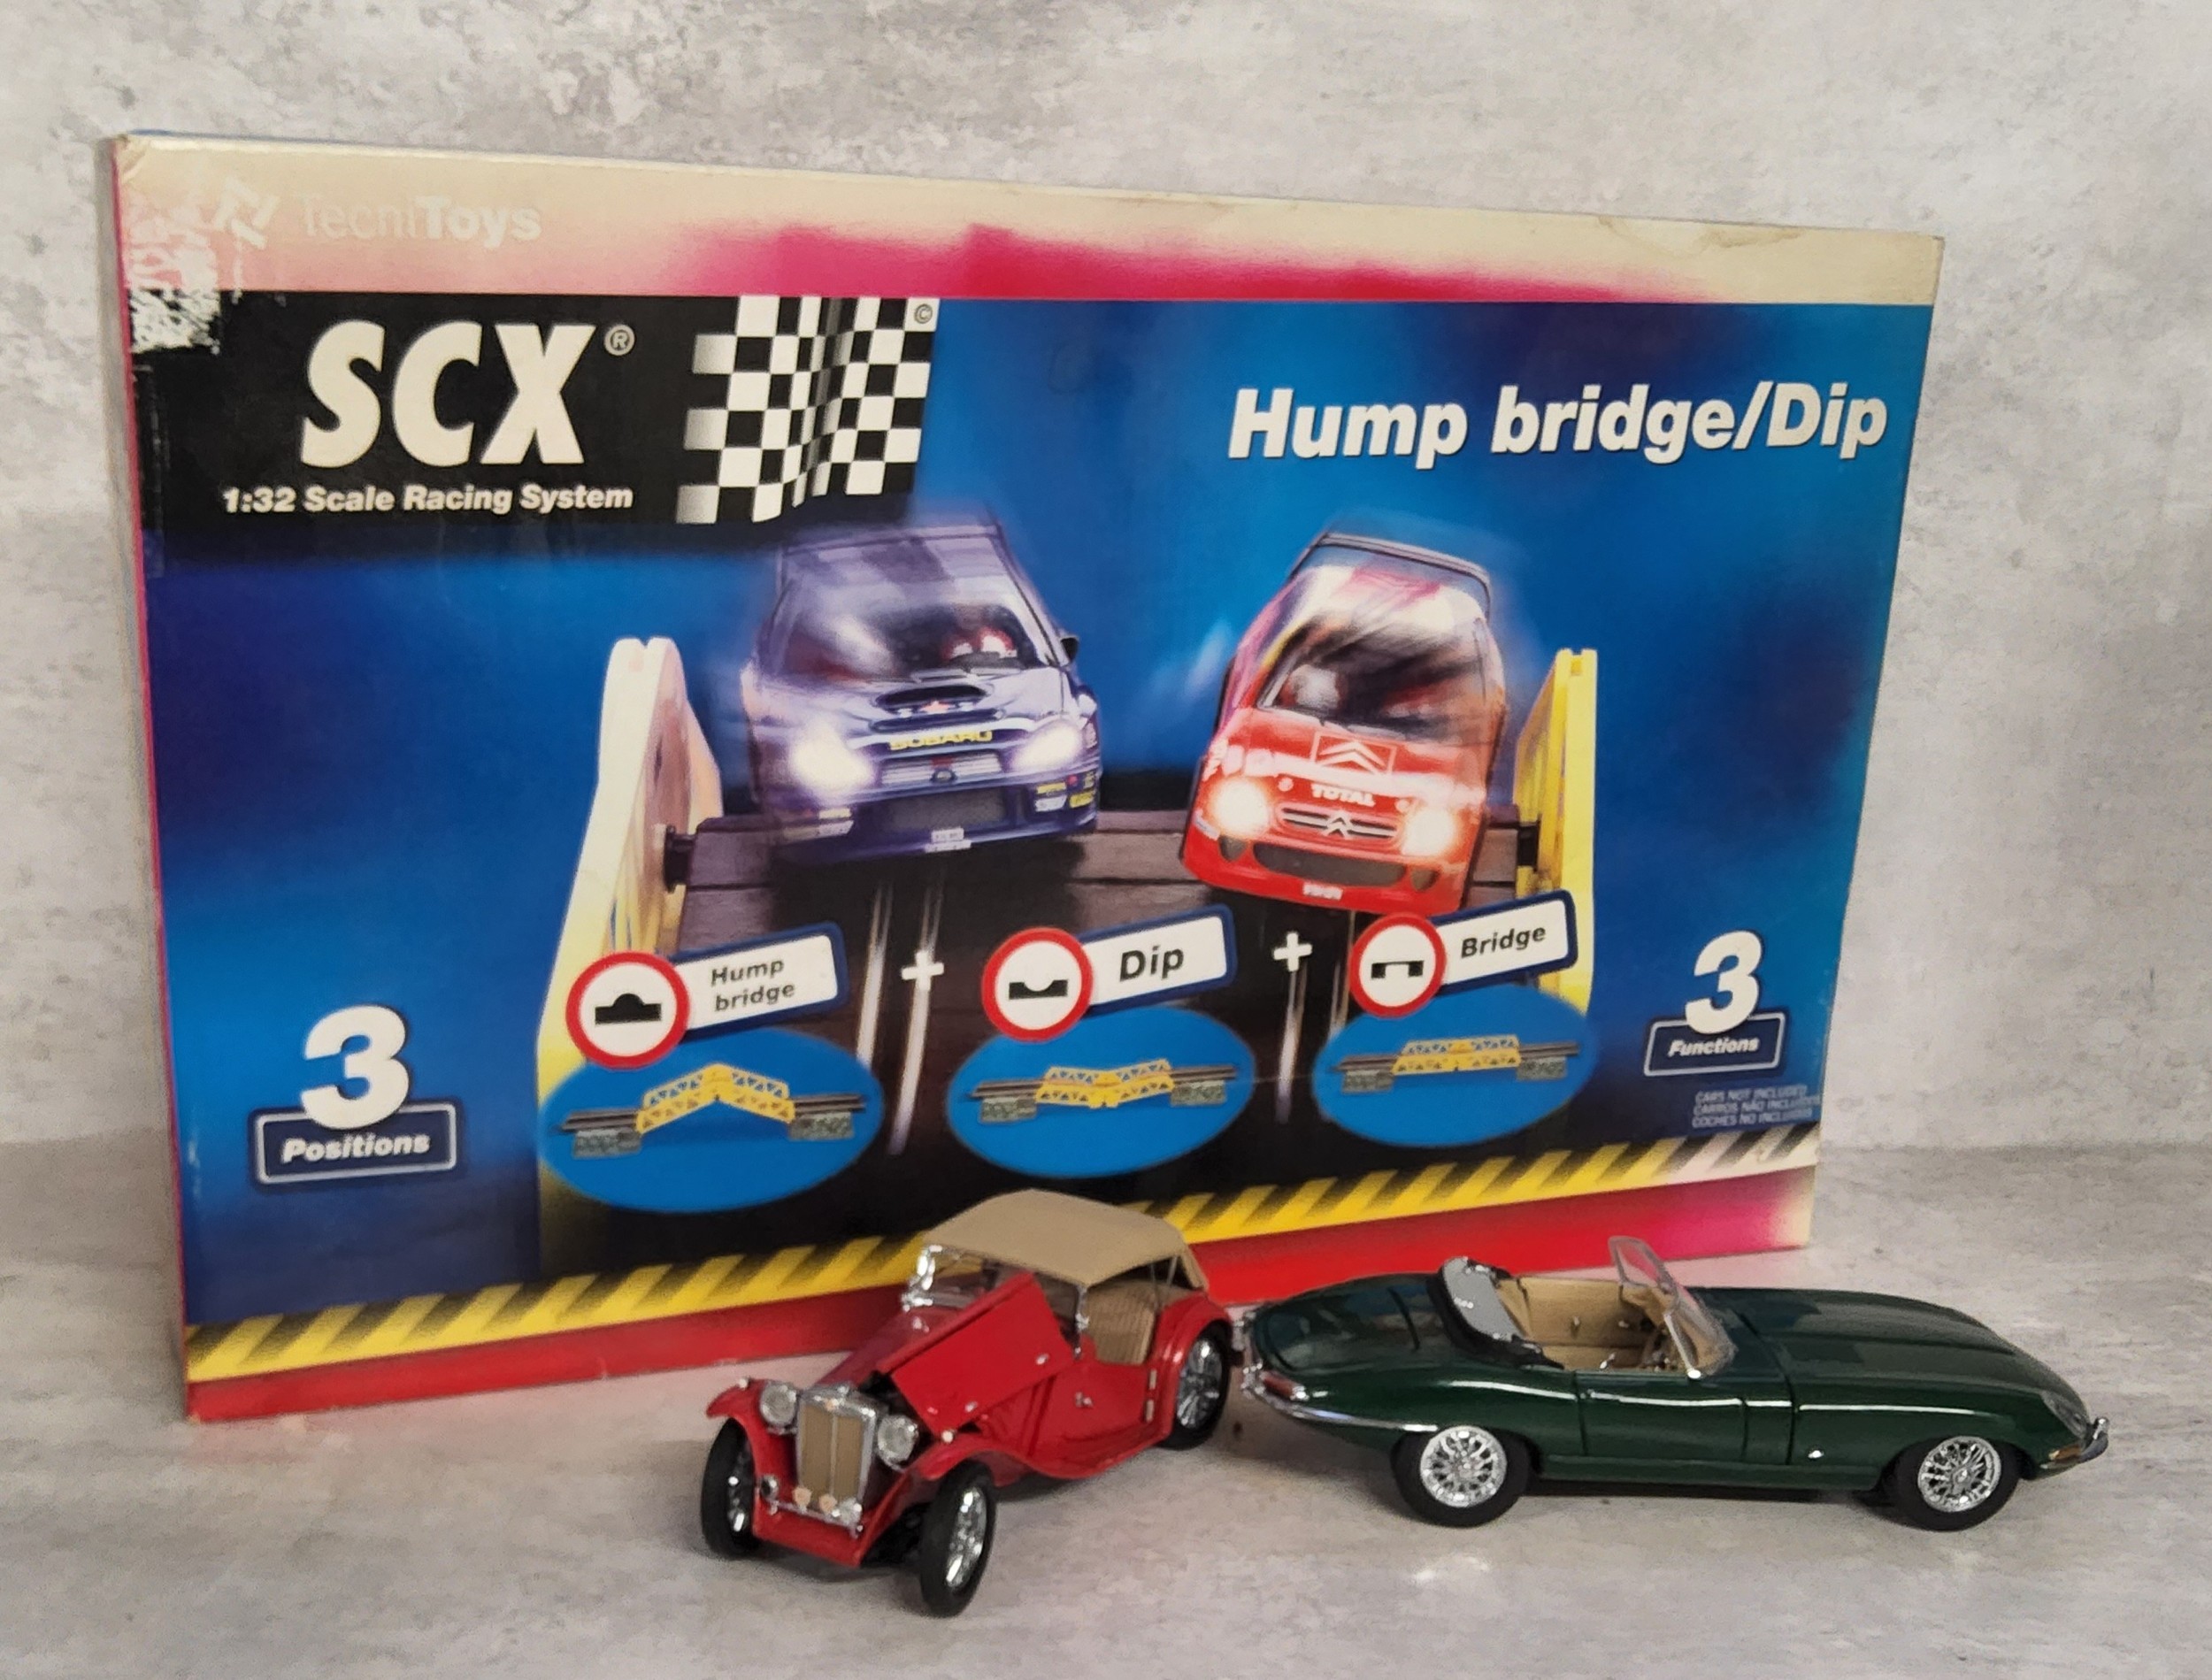 TecniToys
SCX®
©
1:32 Scale Racing System
Hump bridge/Dip
SUBARU
TOTAL
Hump
bridge
+
Dip
+
Bridge
3
Positions
3
Functions
CARS NOT INCLUDED
CARROS NÃO INCLUIDOS
COCHES NO INCLUIDOS